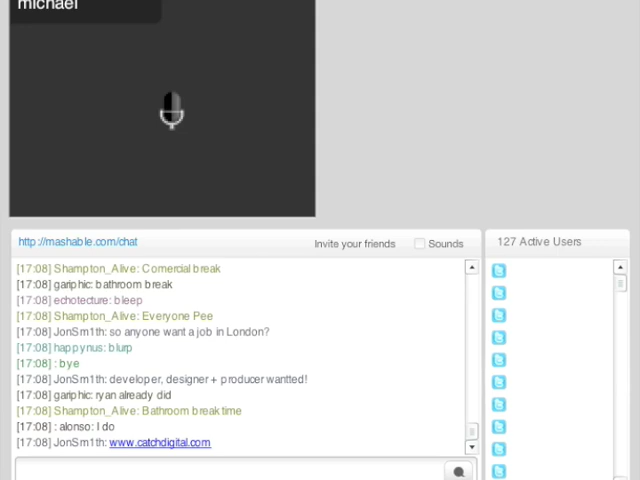 michael
http://mashable.com/chat
Invite your friends
Sounds
127 Active Users
[17:08] Shampton_Alive: Comercial break
[17:08] gariphic: bathroom break
[17:08] echotecture: bleep
[17:08] Shampton_Alive: Everyone Pee
[17:08] JonSm1th: so anyone want a job in London?
[17:08] happynus: blurp
[17:08] : bye
[17:08] JonSm1th: developer, designer + producer wantted!
[17:08] gariphic: ryan already did
[17:08] Shampton_Alive: Bathroom breaktime
[17:08] : alonso: I do
[17:08] JonSm1th: www.catchdigital.com